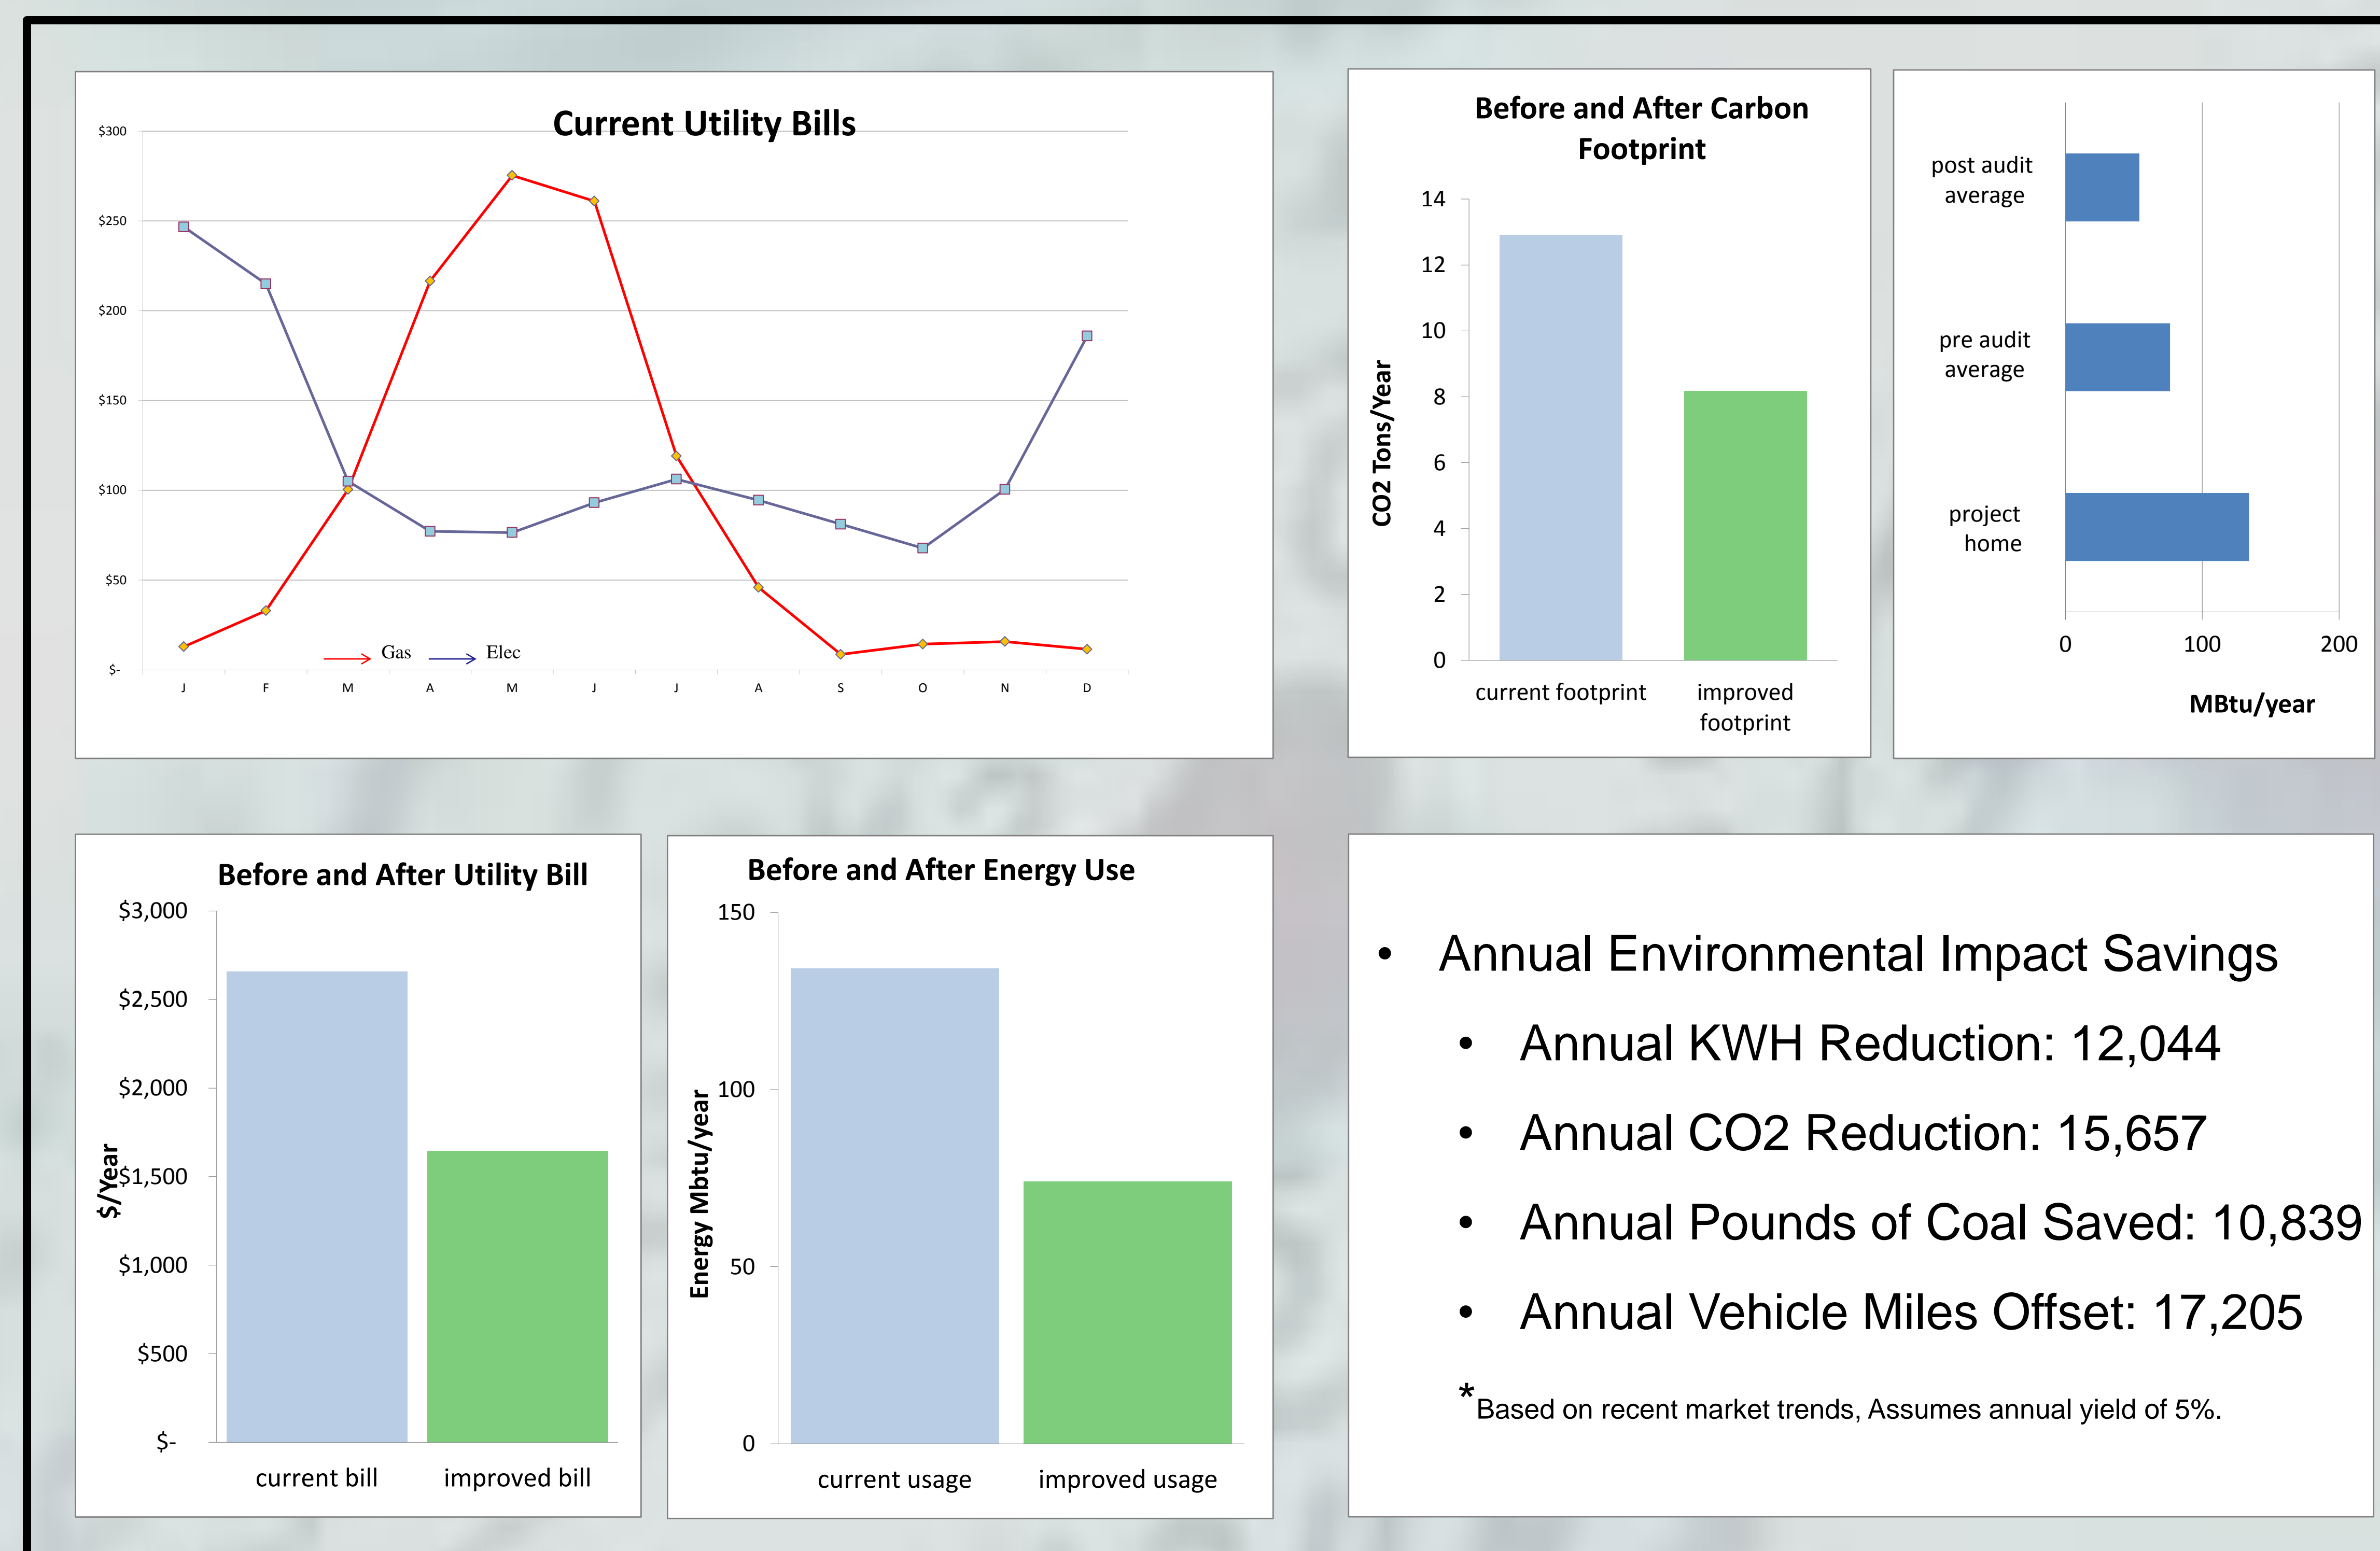 Current Utility Bills
$300
$250
$200
$150
$100
$50
$-
J F M A M J J A S O N D
Gas Elec
Before and After Carbon
Footprint
CO2 Tons/Year
14
12
10
8
6
4
2
0
current footprint improved
footprint
post audit
average
pre audit
average
project
home
0 100 200
MBtu/year
Before and After Utility Bill
$/Year
$3,000
$2,500
$2,000
$1,500
$1,000
$500
$-
current bill improved bill
Before and After Energy Use
Energy Mbtu/year
150
100
50
0
current usage improved usage
• Annual Environmental Impact Savings
• Annual KWH Reduction: 12,044
• Annual CO2 Reduction: 15,657
• Annual Pounds of Coal Saved: 10,839
• Annual Vehicle Miles Offset: 17,205
*Based on recent market trends, Assumes annual yield of 5%.